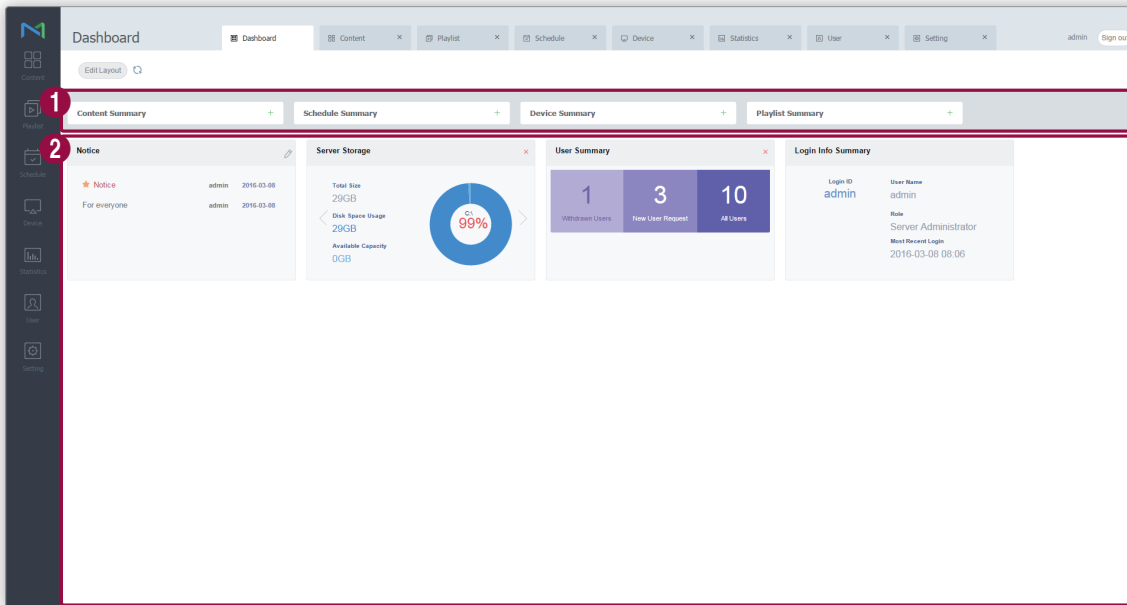 Dashboard
Dashboard
Content
Playlist
Schedule
Device
Statistics
User
Setting
admin
Sign out
Edit Layout
Content
Playlist
Schedule
Device
Statistics
User
Setting
1
Content Summary
Schedule Summary
Device Summary
Playlist Summary
2
Notice
Notice admin 2016-03-08
For everyone admin 2016-03-08
Server Storage
Total Size
29GB
Disk Space Usage
29GB
Available Capacity
0GB
C:\
99%
User Summary
1
Withdrawn Users
3
New User Request
10
All Users
Login Info Summary
Login ID
admin
User Name
admin
Role
Server Administrator
Most Recent Login
2016-03-08 08:06